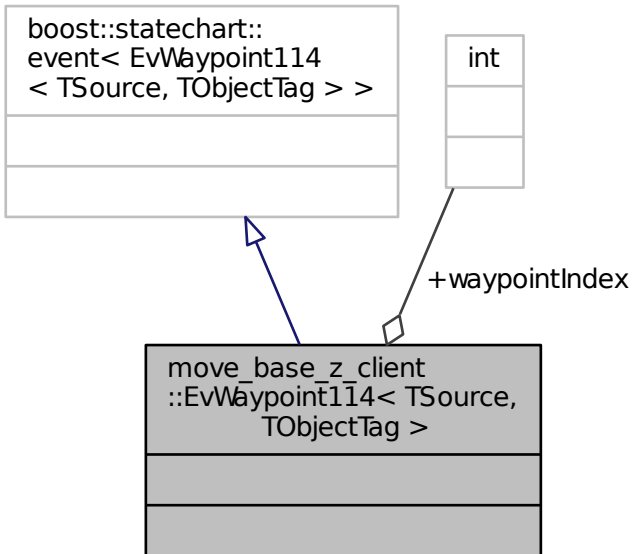 boost::statechart::
event< EvWaypoint114
< TSource, TObjectTag > >
int
+waypointIndex
move_base_z_client
::EvWaypoint114< TSource,
TObjectTag >